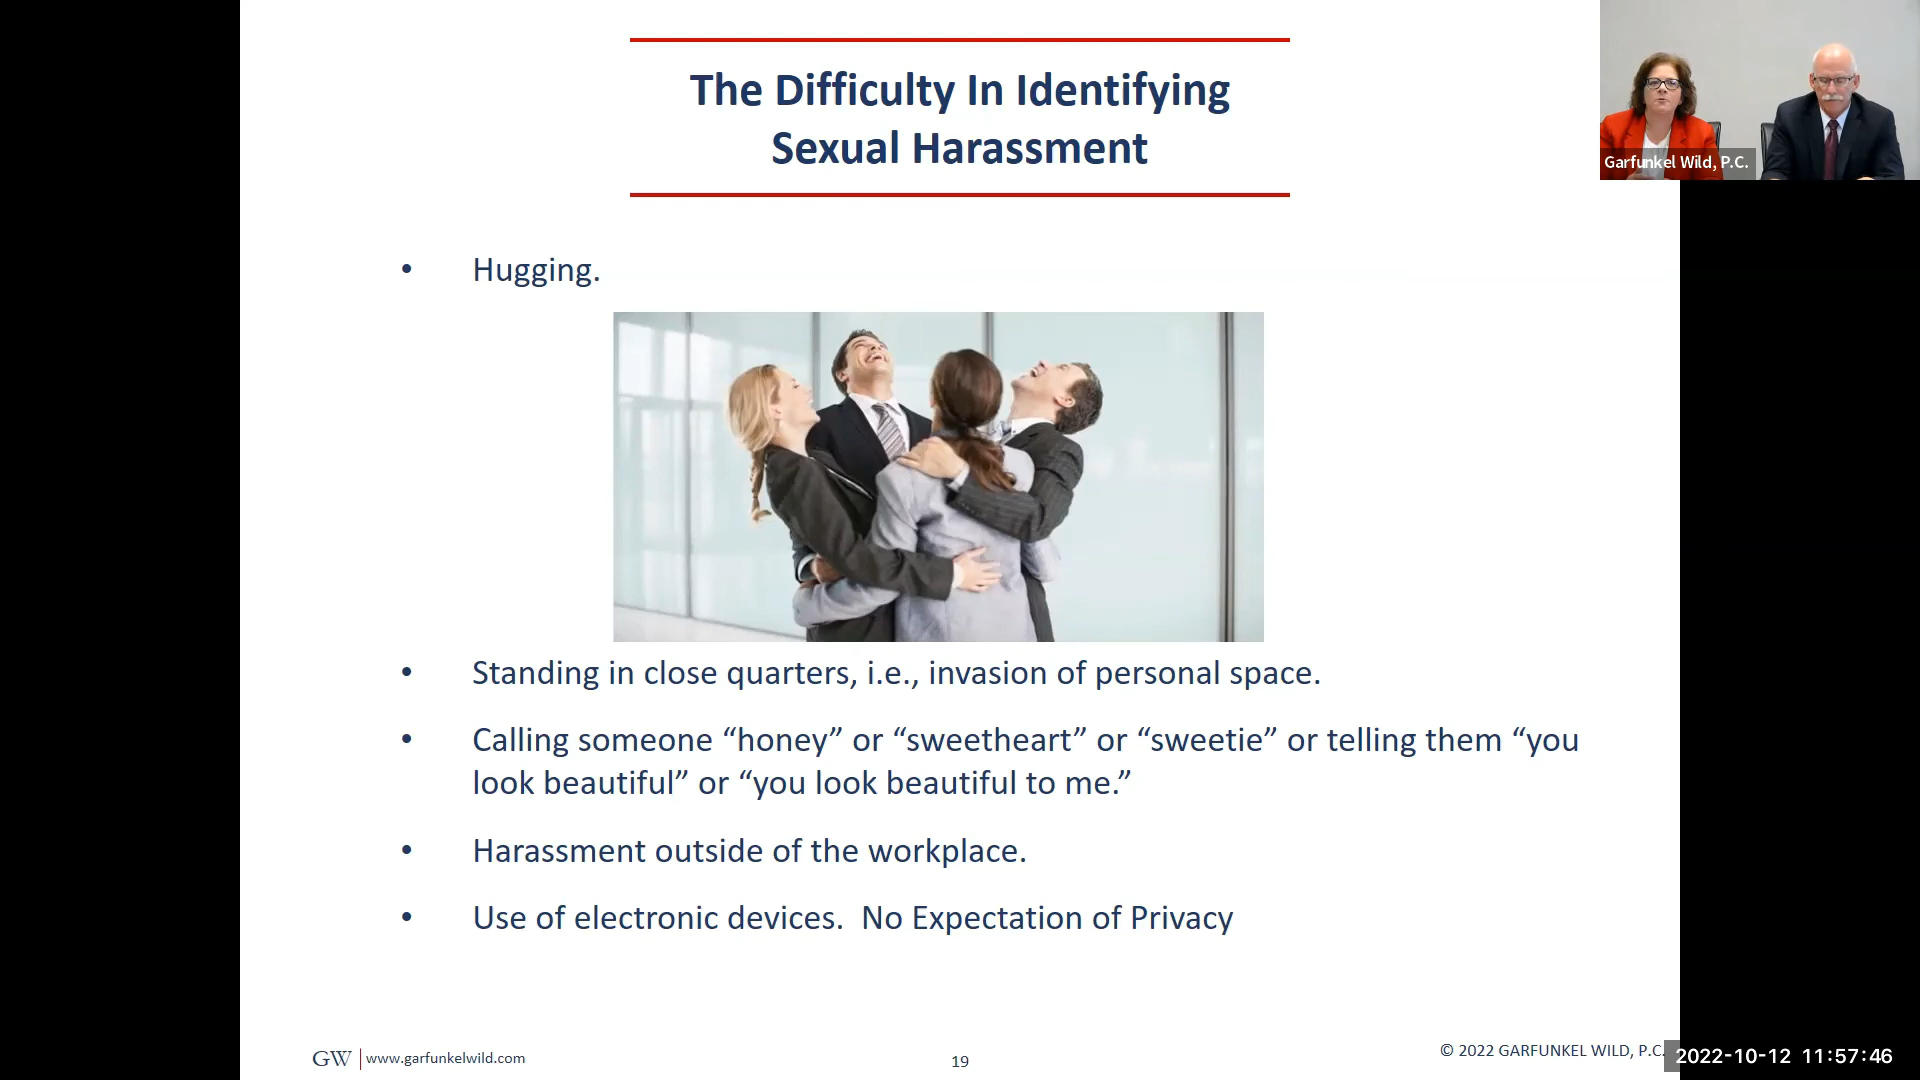 The Difficulty In Identifying
Sexual Harassment
Garfunkel Wild, P.C.
• Hugging.
• Standing in close quarters, i.e., invasion of personal space.
• Calling someone “honey” or “sweetheart” or “sweetie” or telling them “you
look beautiful” or “you look beautiful to me.”
• Harassment outside of the workplace.
• Use of electronic devices.  No Expectation of Privacy
GW | www.garfunkelwild.com
19
© 2022 GARFUNKEL WILD, P.C.
2022-10-12 11:57:46